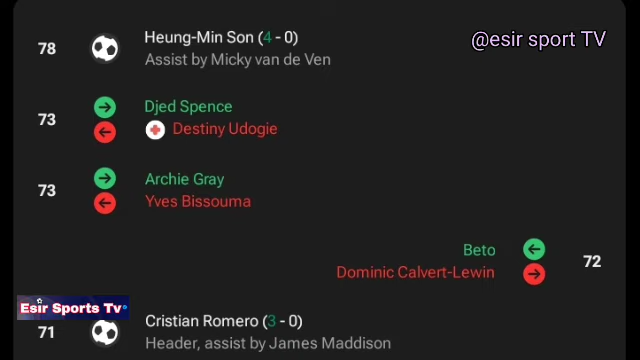 @esir sport TV
78
Heung-Min Son (4 - 0)
Assist by Micky van de Ven
73
Djed Spence
Destiny Udogie
73
Archie Gray
Yves Bissouma
Beto
Dominic Calvert-Lewin
72
Esir Sports Tv
71
Cristian Romero (3 - 0)
Header, assist by James Maddison